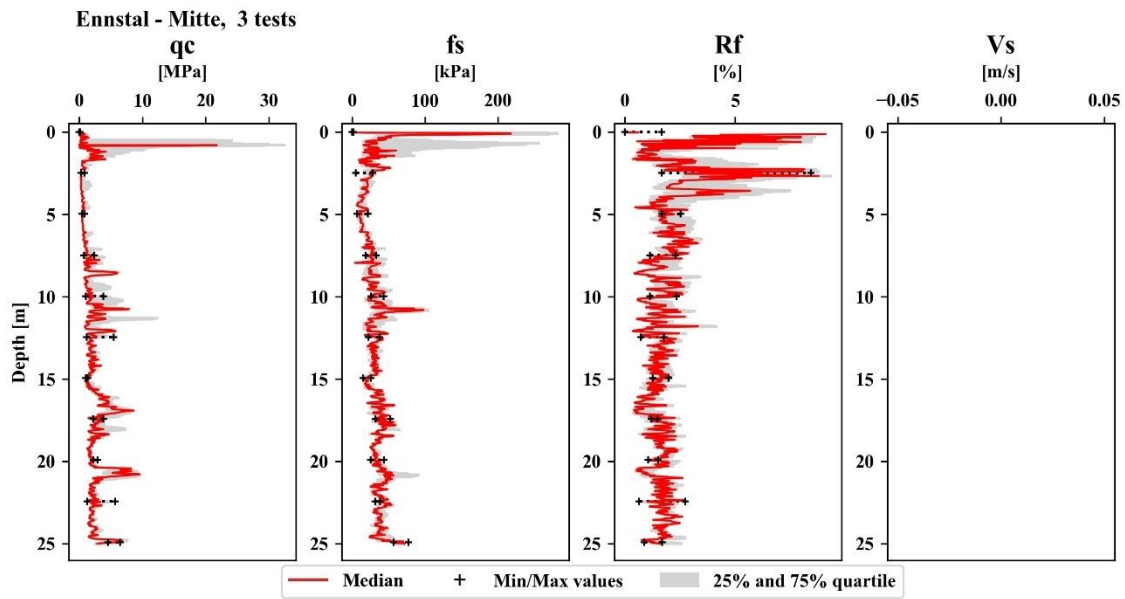 Ennstal - Mitte, 3 tests
qc fs Rf Vs
[MPa] [kPa] [%] [m/s]
0 10 20 30 0 100 200 0 5 −0.05 0.00 0.05
0 0 0 0
5 5 5 5
10 10 10 10
Depth [m]
15 15 15 15
20 20 20 20
25 25 25 25
Median Min/Max values 25% and 75% quartile